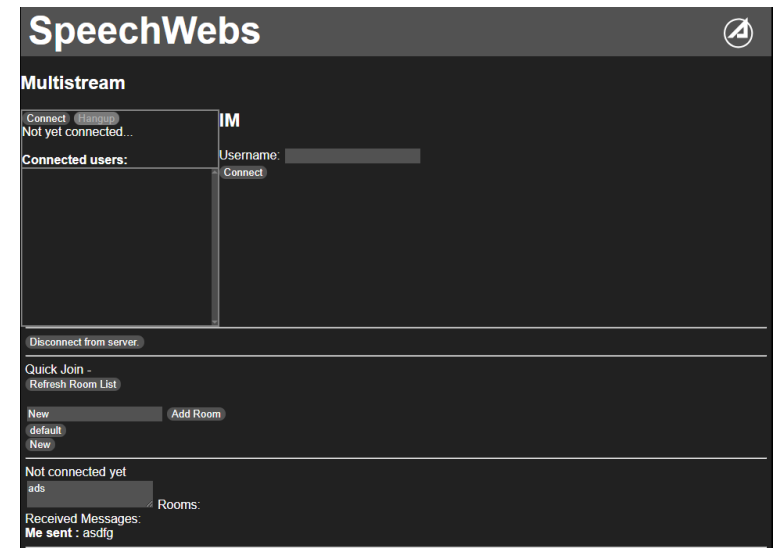 SpeechWebs
Multistream
Connect Hangup
Not yet connected...
Connected users:
IM
Username:
Connect
Disconnect from server.
Quick Join -
Refresh Room List
New Add Room
default
New
Not connected yet
ads
Rooms:
Received Messages:
Me sent : asdfg